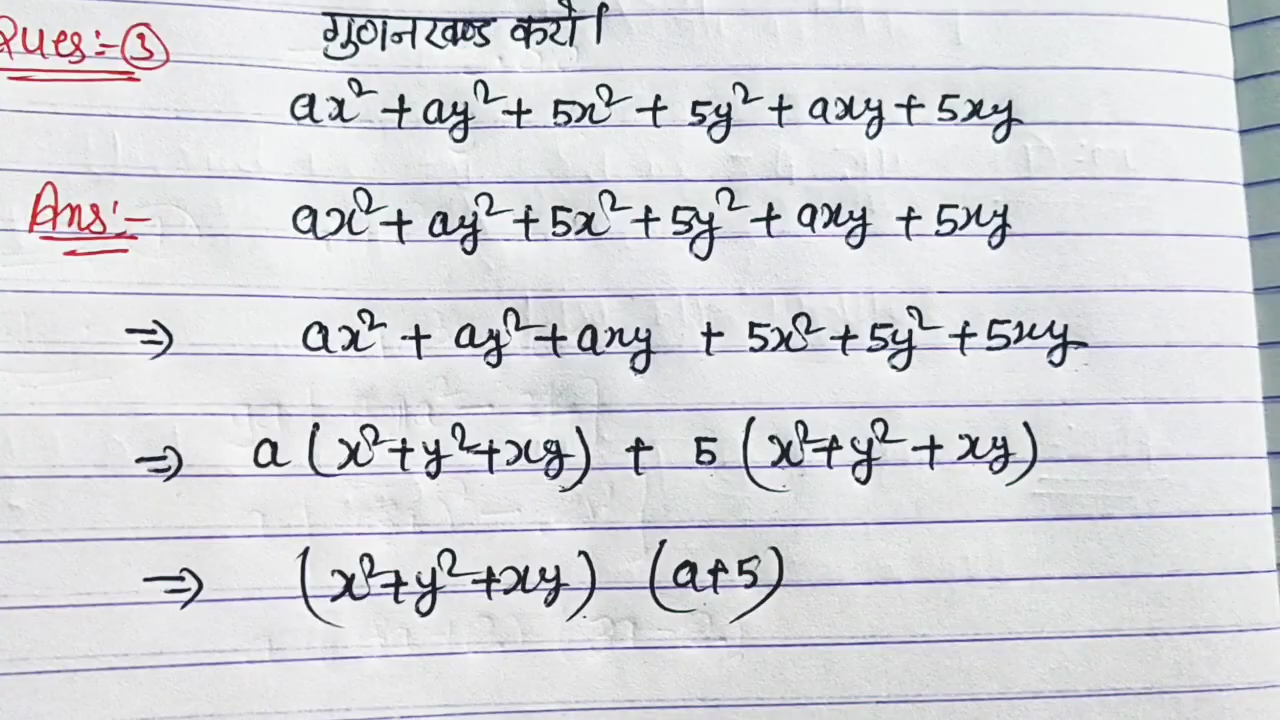 Ques:-③ गुणनखण्ड करो।
ax² + ay² + 5x² + 5y² + axy + 5xy
Ans:- ax² + ay² + 5x² + 5y² + axy + 5xy
⇒ ax² + ay² + axy + 5x² + 5y² + 5xy
⇒ a (x²+y²+xy) + 5 (x²+y² + xy)
⇒ (x²+y²+xy) (a+5)